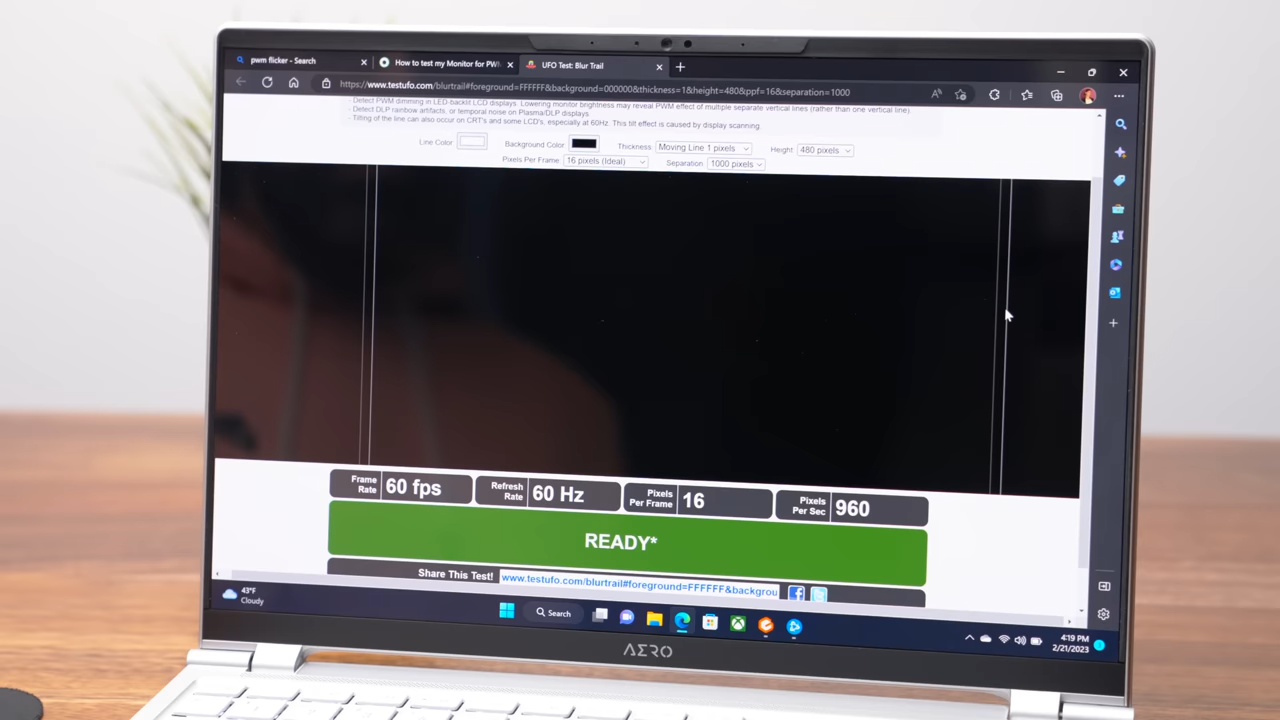 pwm flicker - Search
How to test my Monitor for PWM
UFO Test: Blur Trail
https://www.testufo.com/blurtrail#foreground=FFFFFF&background=000000&thickness=1&height=480&ppf=16&separation=1000
- Detect PWM dimming in LED-backlit LCD displays. Lowering monitor brightness may reveal PWM effect of multiple separate vertical lines (rather than one vertical line)
- Detect DLP rainbow artifacts, or temporal noise on Plasma/DLP displays
- Tilting of the line can also occur on CRT's and some LCD's, especially at 60Hz. This tilt effect is caused by display scanning.
Line Color
Background Color
Thickness Moving Line 1 pixels
Height 480 pixels
Pixels Per Frame 16 pixels (Ideal)
Separation 1000 pixels
Frame Rate 60 fps
Refresh Rate 60 Hz
Pixels Per Frame 16
Pixels Per Sec 960
READY*
Share This Test! www.testufo.com/blurtrail#foreground=FFFFFF&backgrou
43°F
Cloudy
Search
4:19 PM
2/21/2023
AERO